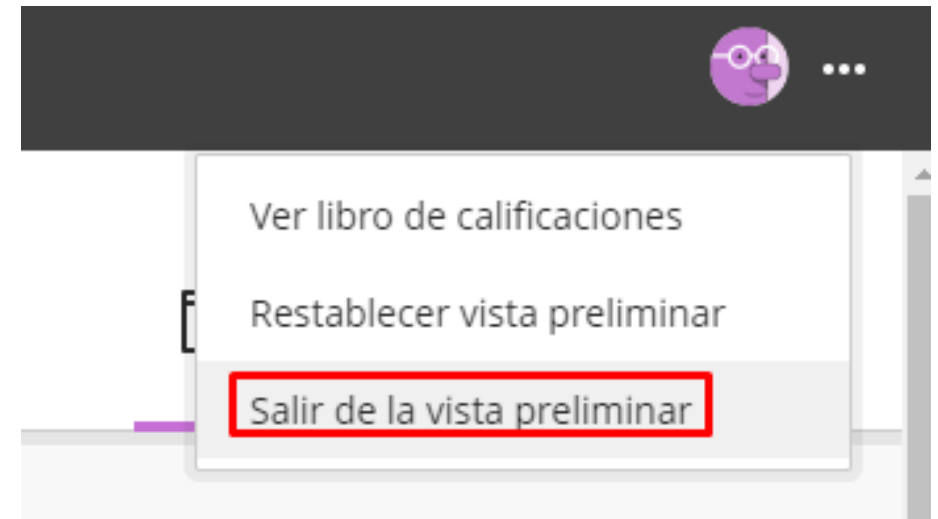 Ver libro de calificaciones
Restablecer vista preliminar
Salir de la vista preliminar